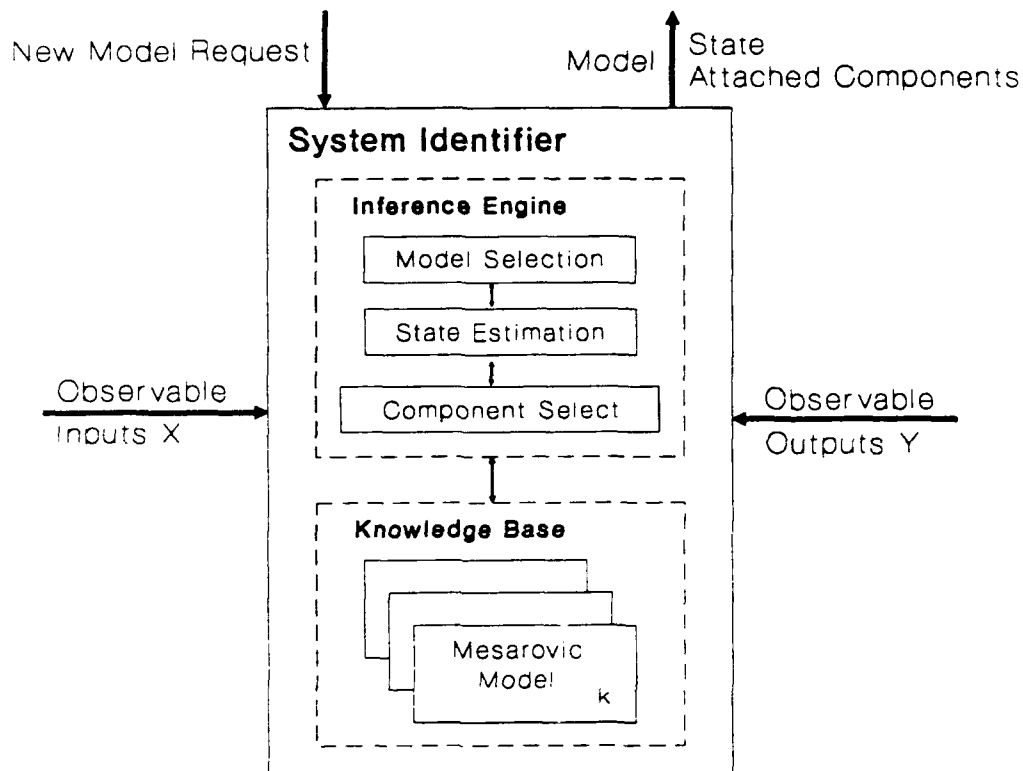 New Model Request
Model
State
Attached Components
System Identifier
Inference Engine
Model Selection
State Estimation
Component Select
Observable
Inputs X
Observable
Outputs Y
Knowledge Base
Mesarovic
Model
k